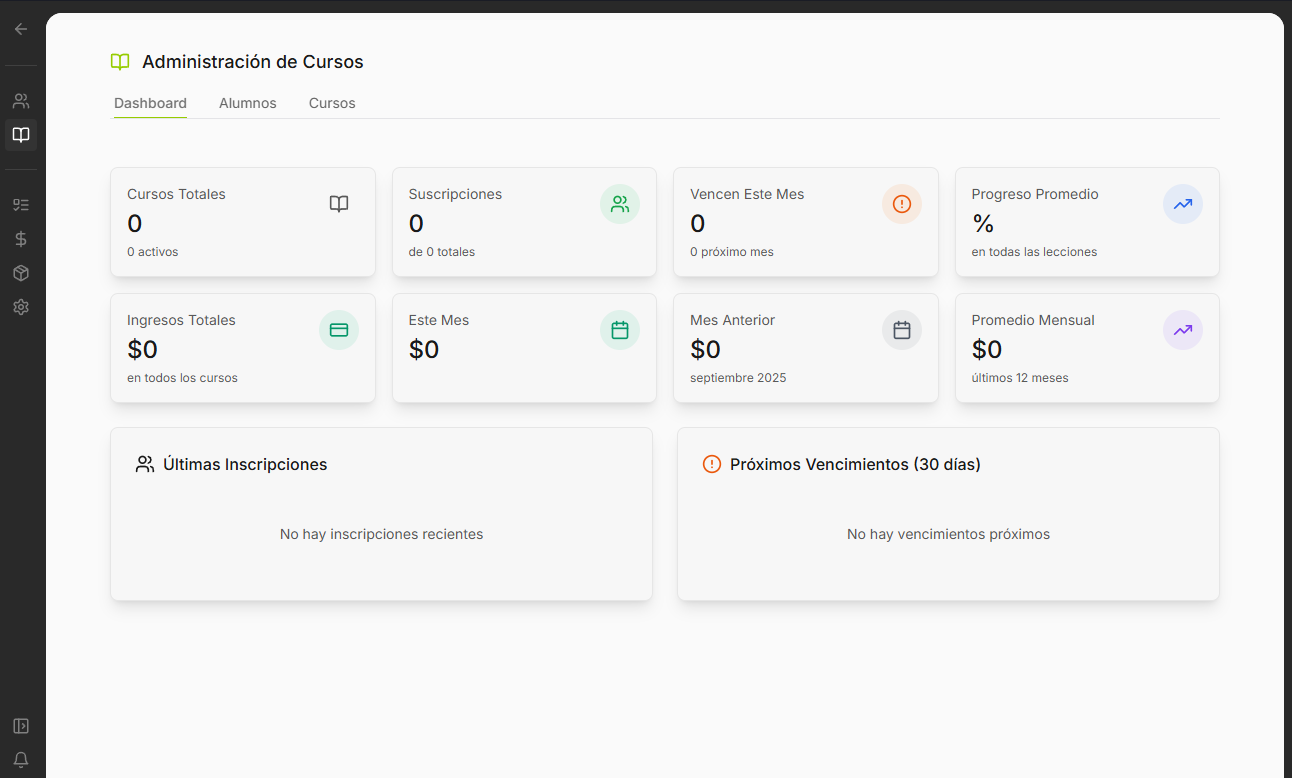 Administración de Cursos
Dashboard Alumnos Cursos
Cursos Totales
0
0 activos
Suscripciones
0
de 0 totales
Vencen Este Mes
0
0 próximo mes
Progreso Promedio
%
en todas las lecciones
Ingresos Totales
$0
en todos los cursos
Este Mes
$0
Mes Anterior
$0
septiembre 2025
Promedio Mensual
$0
últimos 12 meses
Últimas Inscripciones
No hay inscripciones recientes
Próximos Vencimientos (30 días)
No hay vencimientos próximos